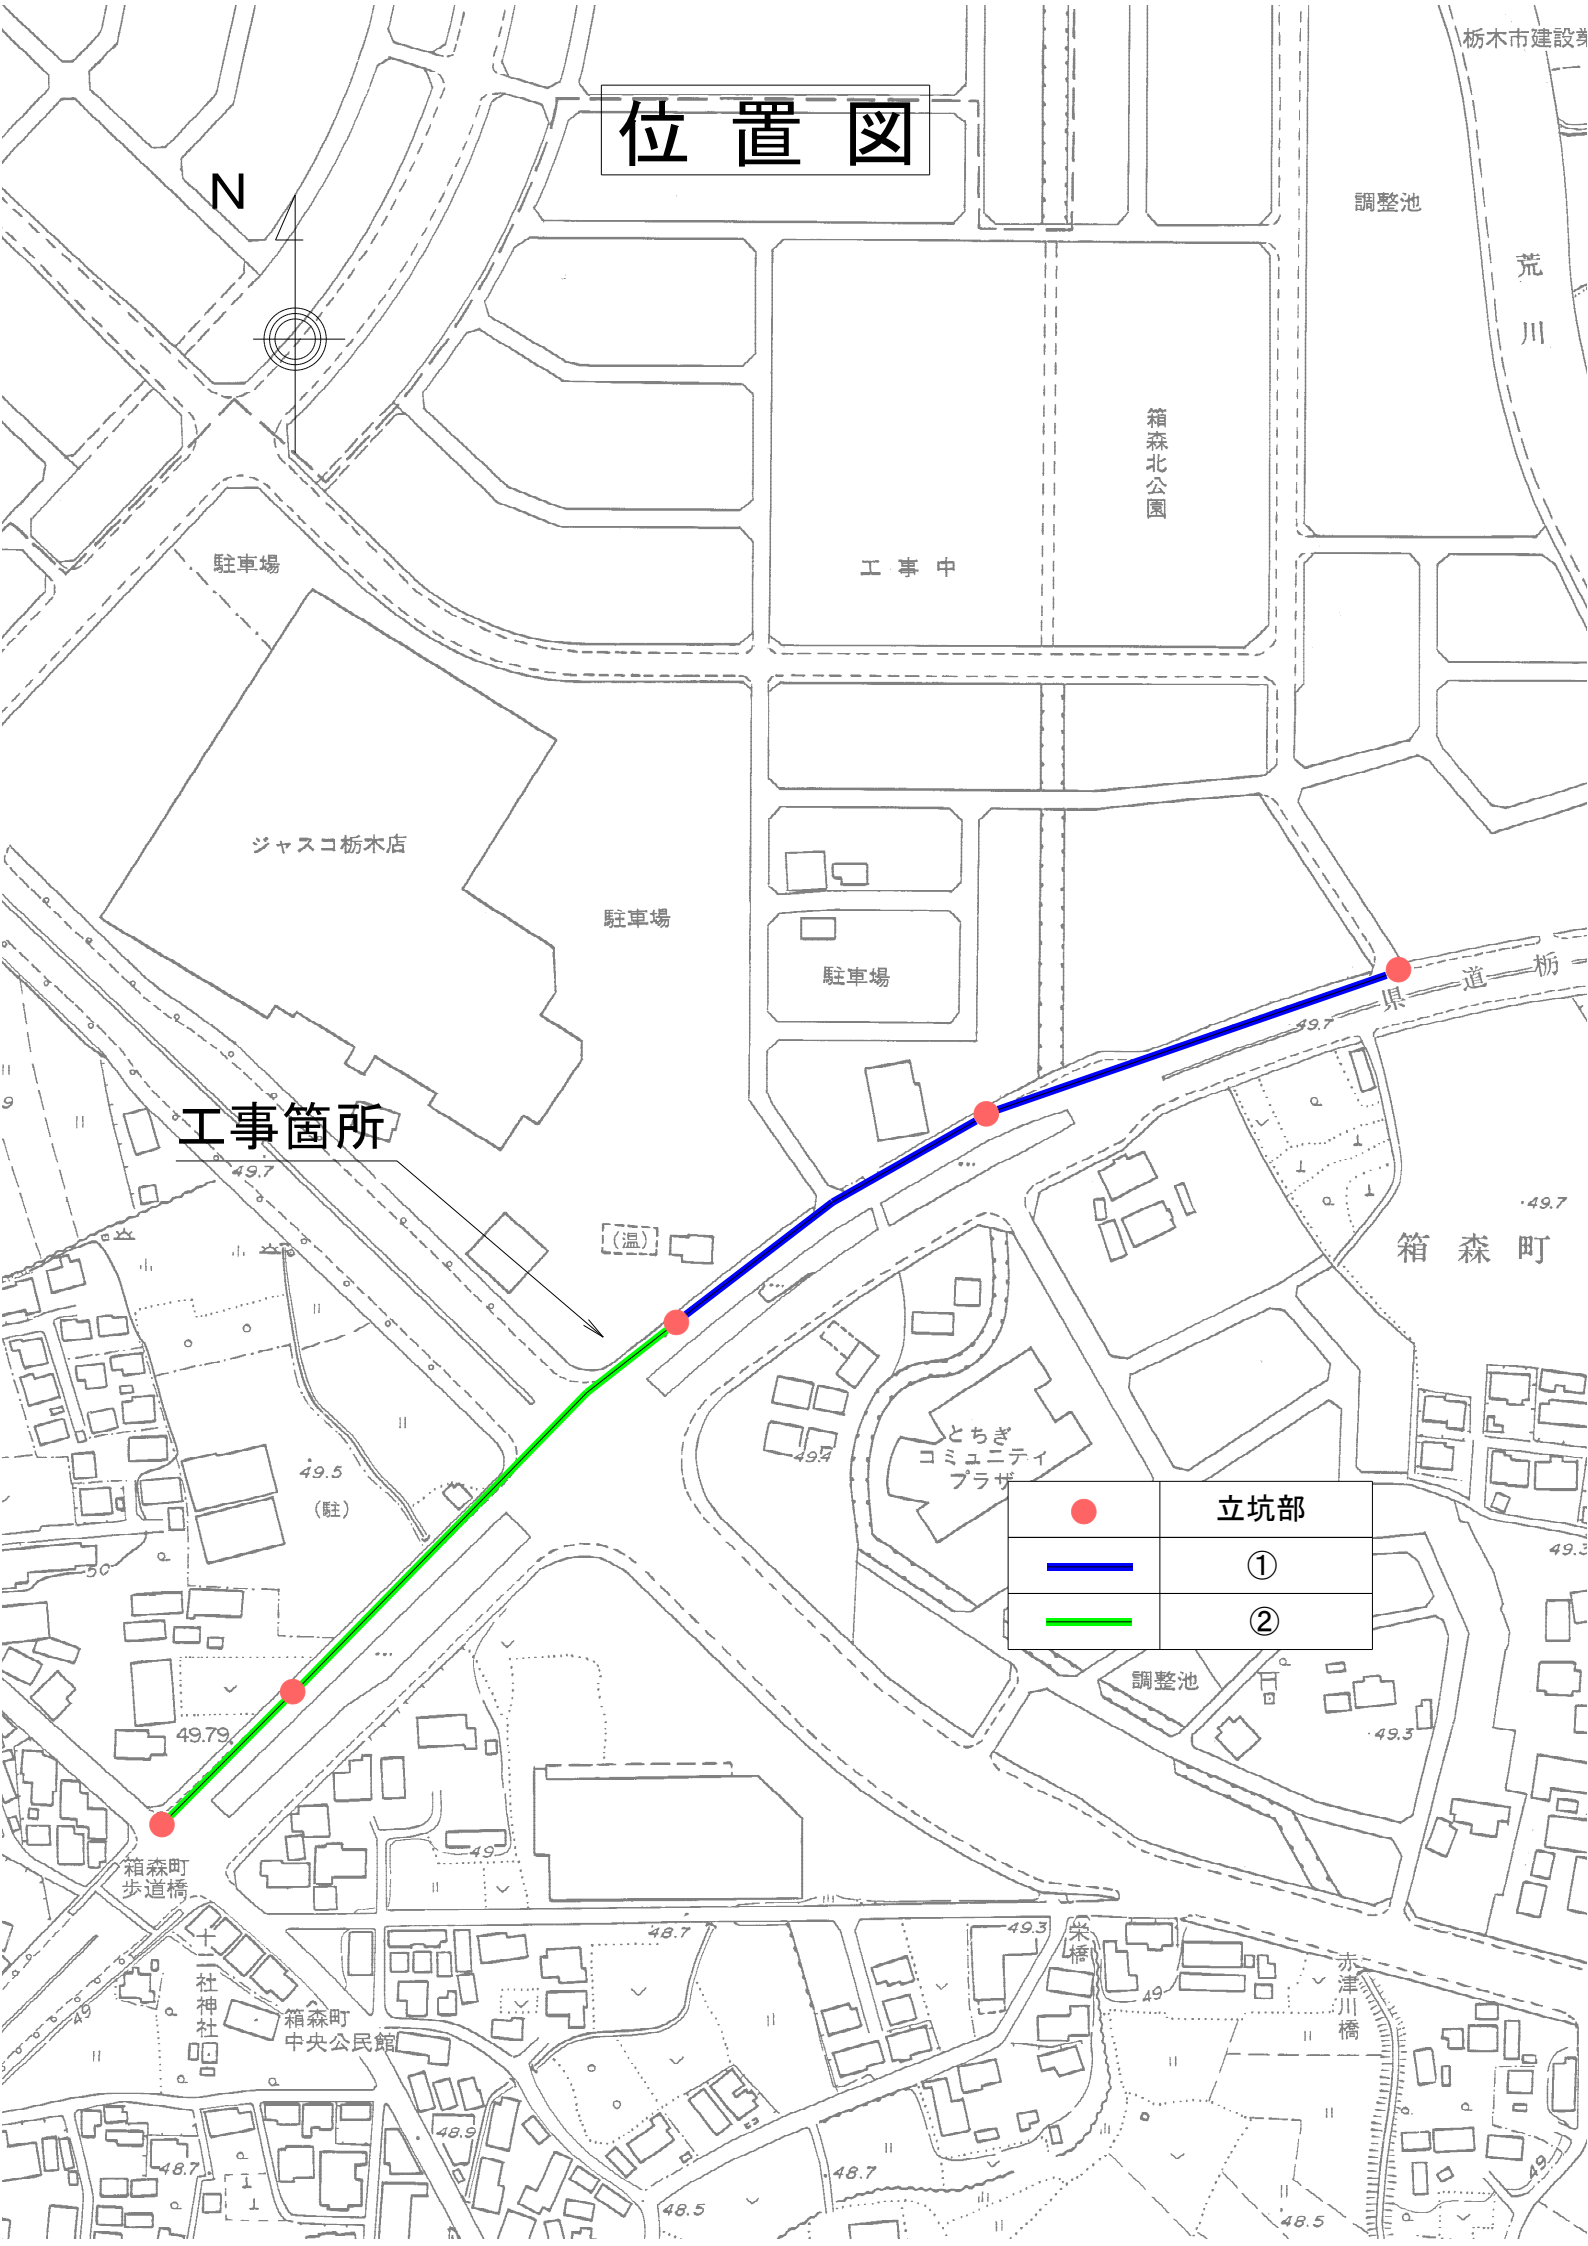 栃木市建設業
位置図
N
調整池
荒川
箱森北公園
駐車場
工事中
ジャスコ栃木店
駐車場
駐車場
県道栃
49.7
工事箇所
49.7
(温)
49.7
箱森町
とちぎ
コミュニティ
プラザ
49.4
49.5
(駐)
立坑部
①
②
49.3
50
調整池
49.3
49.79
箱森町
歩道橋
49
48.7
49.3
栄橋
赤津川橋
49
49
十二社神社
箱森町
中央公民館
48.9
48.7
48.7
48.5
48.5
49